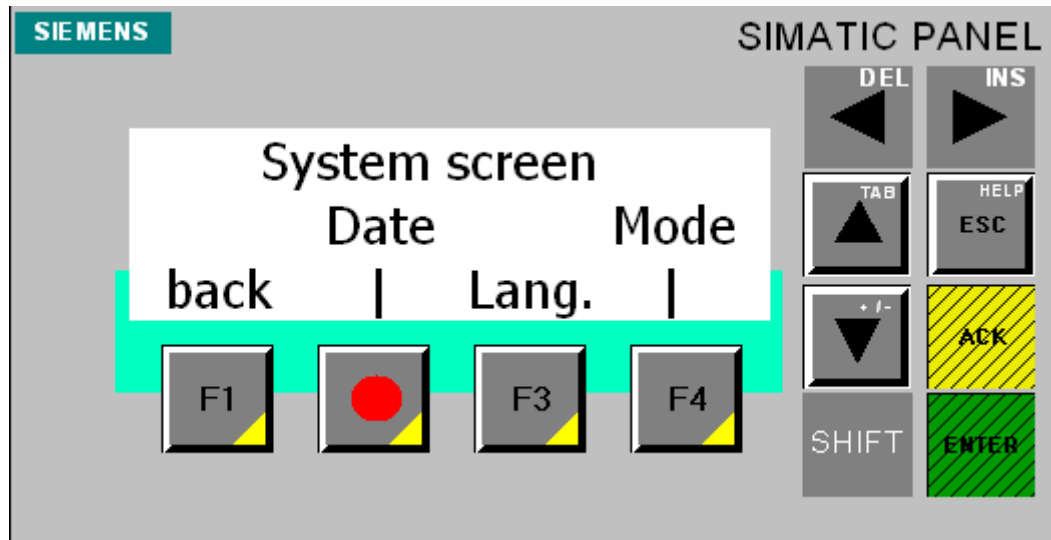 SIEMENS
SIMATIC PANEL
DEL
INS
System screen
TAB
HELP
ESC
Date
Mode
back | Lang. |
+ /-
ACK
F1
F3
F4
SHIFT
ENTER